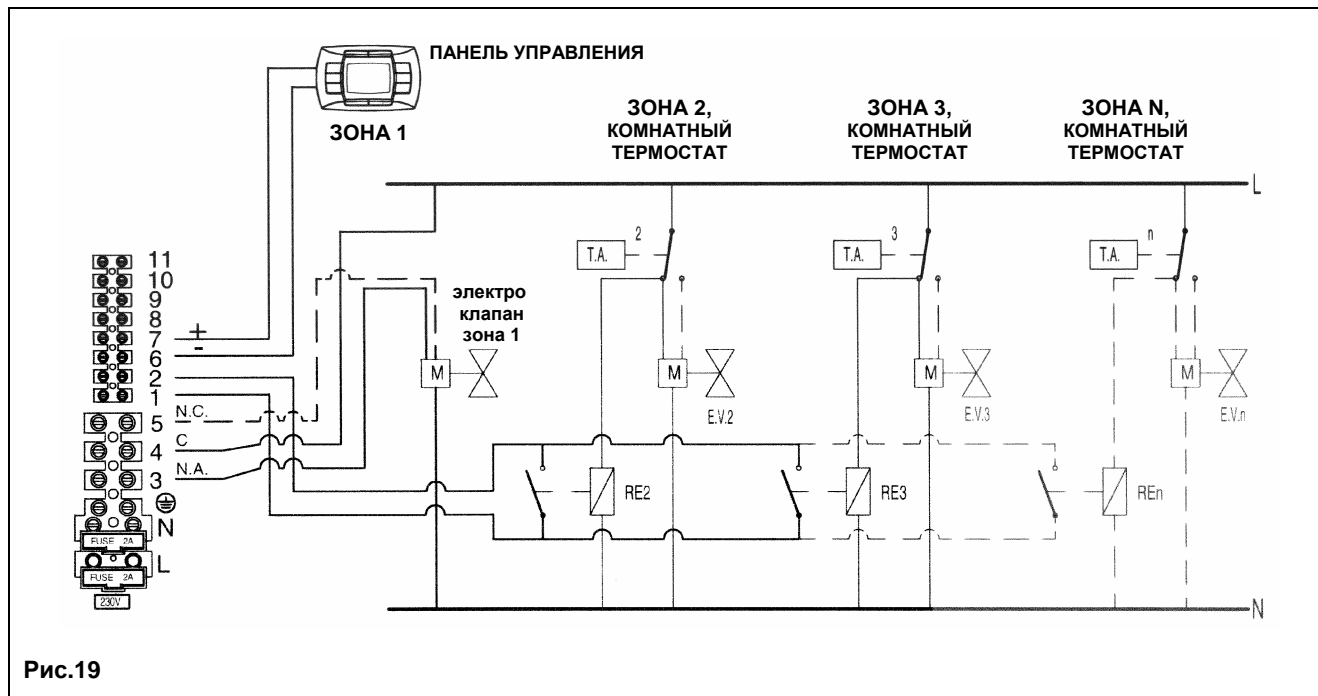 ПАНЕЛЬ УПРАВЛЕНИЯ
ЗОНА 1
ЗОНА 2,
КОМНАТНЫЙ
ТЕРМОСТАТ
ЗОНА 3,
КОМНАТНЫЙ
ТЕРМОСТАТ
ЗОНА N,
КОМНАТНЫЙ
ТЕРМОСТАТ
L
2
T.A.
3
T.A.
n
T.A.
11
10
9
8
7 +
-
6
2
1
5 N.C.
4 C
3 N.A.
N
FUSE 2A
L
FUSE 2A
230V
электро
клапан
зона 1
M
M
E.V.2
M
E.V.3
M
E.V.n
RE2
RE3
REn
N
Рис.19